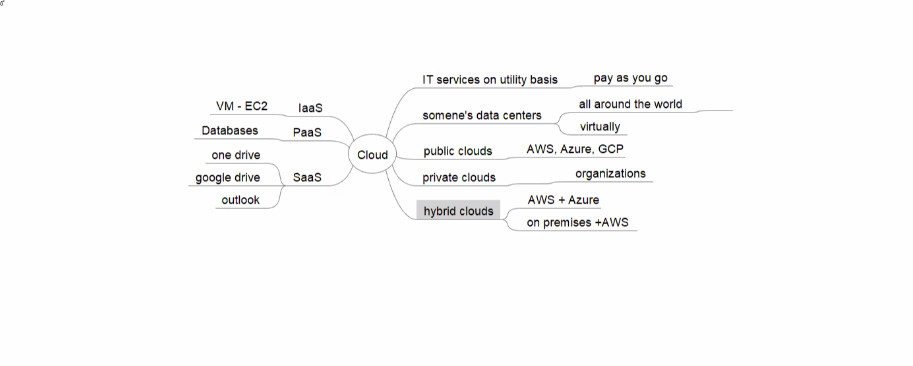 IT services on utility basis
pay as you go
VM - EC2
IaaS
somene's data centers
all around the world
virtually
Databases
PaaS
Cloud
public clouds
AWS, Azure, GCP
one drive
google drive
SaaS
outlook
private clouds
organizations
hybrid clouds
AWS + Azure
on premises +AWS